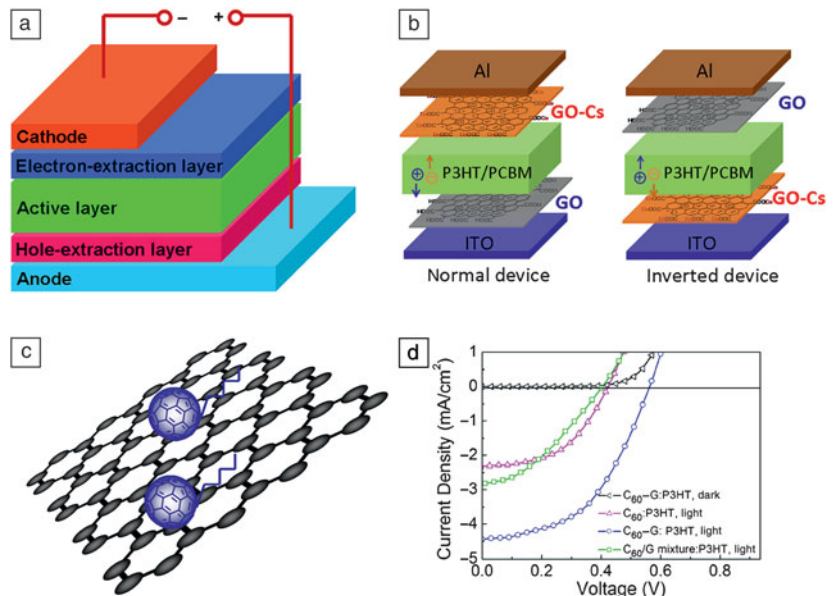 a
– +
Cathode
Electron-extraction layer
Active layer
Hole-extraction layer
Anode
b
Al
GO-Cs
P3HT/PCBM
GO
ITO
Normal device
Al
GO
P3HT/PCBM
GO-Cs
ITO
Inverted device
c
d
Current Density (mA/cm²)
1
0
–1
–2
–3
–4
–5
C₆₀–G:P3HT, dark
C₆₀:P3HT, light
C₆₀–G: P3HT, light
C₆₀/G mixture:P3HT, light
0.0 0.2 0.4 0.6 0.8
Voltage (V)